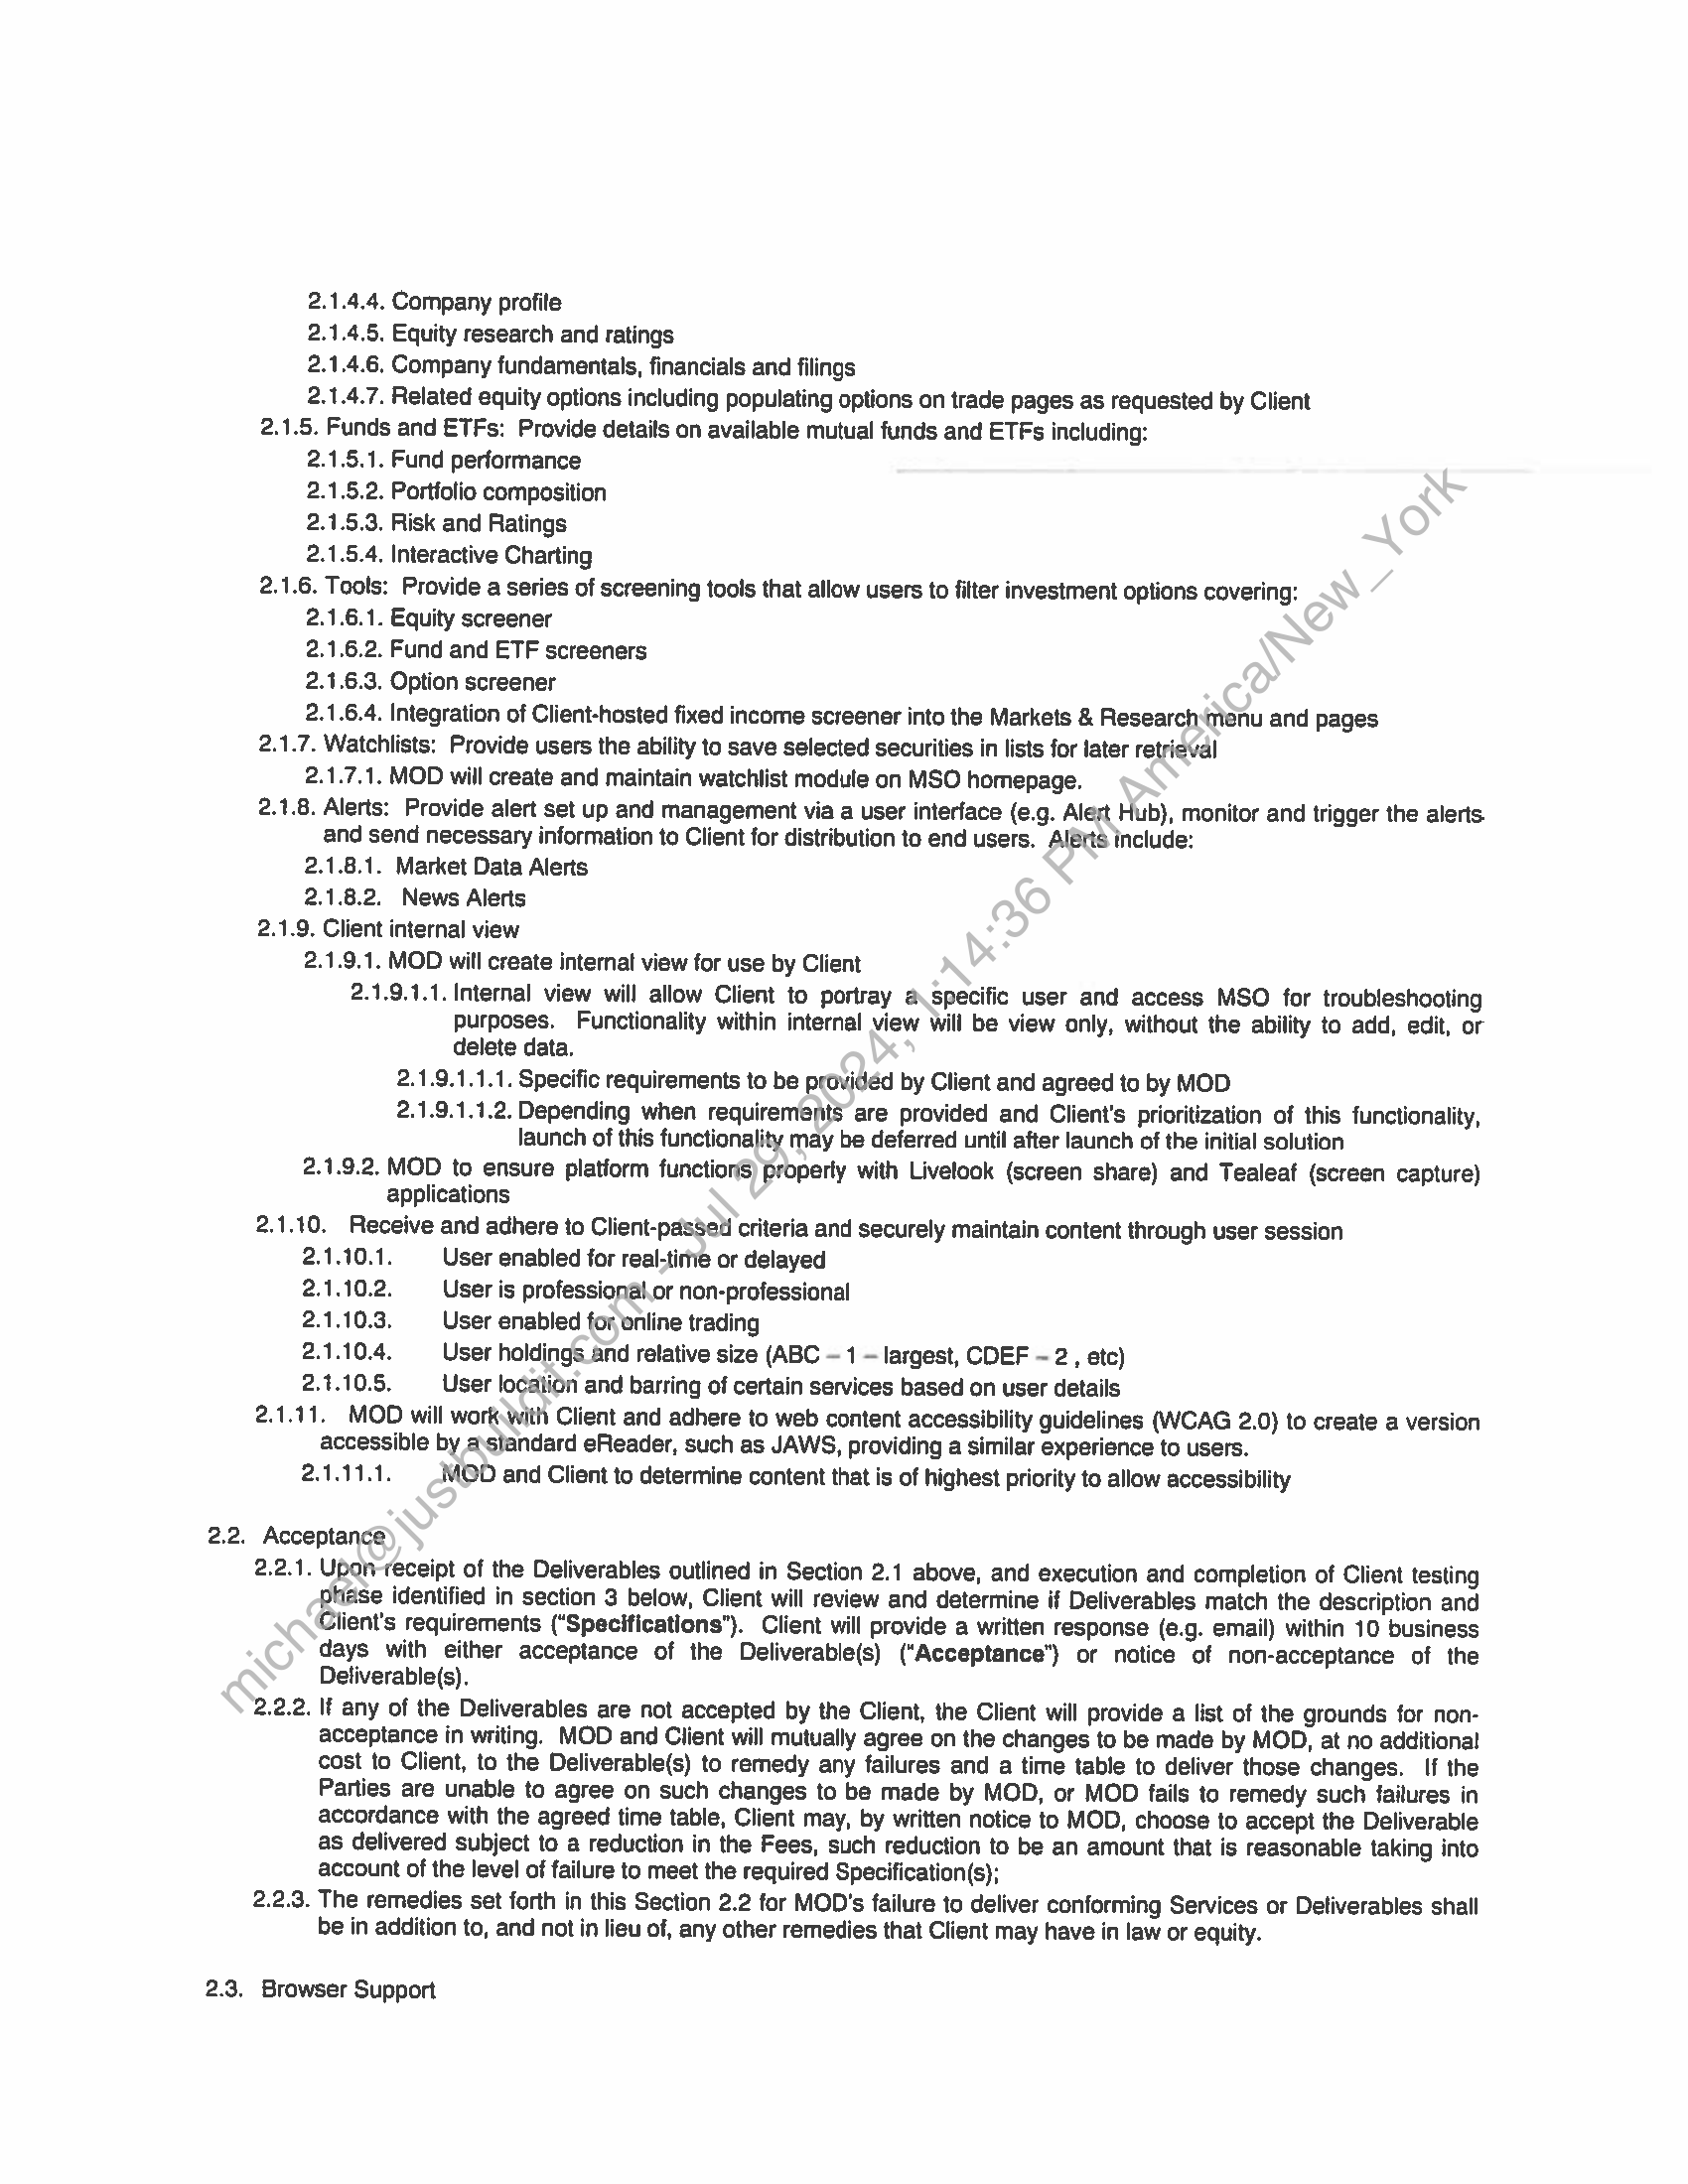 2.1.4.4. Company profile
2.1.4.5. Equity research and ratings
2.1.4.6. Company fundamentals, financials and filings
2.1.4.7. Related equity options including populating options on trade pages as requested by Client
2.1.5. Funds and ETFs: Provide details on available mutual funds and ETFs including:
2.1.5.1. Fund performance
2.1.5.2. Portfolio composition
2.1.5.3. Risk and Ratings
2.1.5.4. Interactive Charting
2.1.6. Tools: Provide a series of screening tools that allow users to filter investment options covering:
2.1.6.1. Equity screener
2.1.6.2. Fund and ETF screeners
2.1.6.3. Option screener
2.1.6.4. Integration of Client-hosted fixed income screener into the Markets & Research menu and pages
2.1.7. Watchlists: Provide users the ability to save selected securities in lists for later retrieval
2.1.7.1. MOD will create and maintain watchlist module on MSO homepage.
2.1.8. Alerts: Provide alert set up and management via a user interface (e.g. Alert Hub), monitor and trigger the alerts
and send necessary information to Client for distribution to end users. Alerts include:
2.1.8.1. Market Data Alerts
2.1.8.2. News Alerts
2.1.9. Client internal view
2.1.9.1. MOD will create internal view for use by Client
2.1.9.1.1. Internal view will allow Client to portray a specific user and access MSO for troubleshooting
purposes. Functionality within internal view will be view only, without the ability to add, edit, or
delete data.
2.1.9.1.1.1. Specific requirements to be provided by Client and agreed to by MOD
2.1.9.1.1.2. Depending when requirements are provided and Client's prioritization of this functionality,
launch of this functionality may be deferred until after launch of the initial solution
2.1.9.2. MOD to ensure platform functions properly with Livelook (screen share) and Tealeaf (screen capture)
applications
2.1.10. Receive and adhere to Client-passed criteria and securely maintain content through user session
2.1.10.1. User enabled for real-time or delayed
2.1.10.2. User is professional or non-professional
2.1.10.3. User enabled for online trading
2.1.10.4. User holdings and relative size (ABC – 1 – largest, CDEF – 2 , etc)
2.1.10.5. User location and barring of certain services based on user details
2.1.11. MOD will work with Client and adhere to web content accessibility guidelines (WCAG 2.0) to create a version
accessible by a standard eReader, such as JAWS, providing a similar experience to users.
2.1.11.1. MOD and Client to determine content that is of highest priority to allow accessibility
2.2. Acceptance
2.2.1. Upon receipt of the Deliverables outlined in Section 2.1 above, and execution and completion of Client testing
phase identified in section 3 below, Client will review and determine if Deliverables match the description and
Client's requirements ("Specifications"). Client will provide a written response (e.g. email) within 10 business
days with either acceptance of the Deliverable(s) ("Acceptance") or notice of non-acceptance of the
Deliverable(s).
2.2.2. If any of the Deliverables are not accepted by the Client, the Client will provide a list of the grounds for non-
acceptance in writing. MOD and Client will mutually agree on the changes to be made by MOD, at no additional
cost to Client, to the Deliverable(s) to remedy any failures and a time table to deliver those changes. If the
Parties are unable to agree on such changes to be made by MOD, or MOD fails to remedy such failures in
accordance with the agreed time table, Client may, by written notice to MOD, choose to accept the Deliverable
as delivered subject to a reduction in the Fees, such reduction to be an amount that is reasonable taking into
account of the level of failure to meet the required Specification(s);
2.2.3. The remedies set forth in this Section 2.2 for MOD's failure to deliver conforming Services or Deliverables shall
be in addition to, and not in lieu of, any other remedies that Client may have in law or equity.
2.3. Browser Support
michael@justbuildit.com - Jul 29, 2024, 1:14:36 PM America/New_York